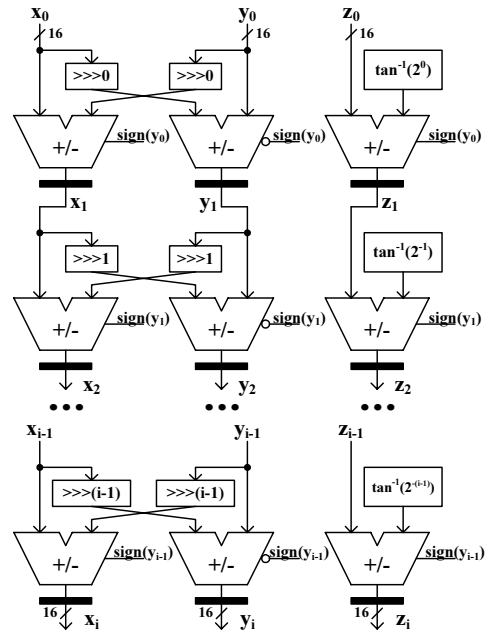 x₀ y₀ z₀
16 16 16
>>>0 >>>0 tan⁻¹(2⁰)
+/- sign(y₀) +/- sign(y₀) +/- sign(y₀)
x₁ y₁ z₁
>>>1 >>>1 tan⁻¹(2⁻¹)
+/- sign(y₁) +/- sign(y₁) +/- sign(y₁)
x₂ y₂ z₂
xᵢ₋₁ yᵢ₋₁ zᵢ₋₁
>>>(i-1) >>>(i-1) tan⁻¹(2⁻⁽ⁱ⁻¹⁾)
+/- sign(yᵢ₋₁) +/- sign(yᵢ₋₁) +/- sign(yᵢ₋₁)
16 16 16
xᵢ yᵢ zᵢ